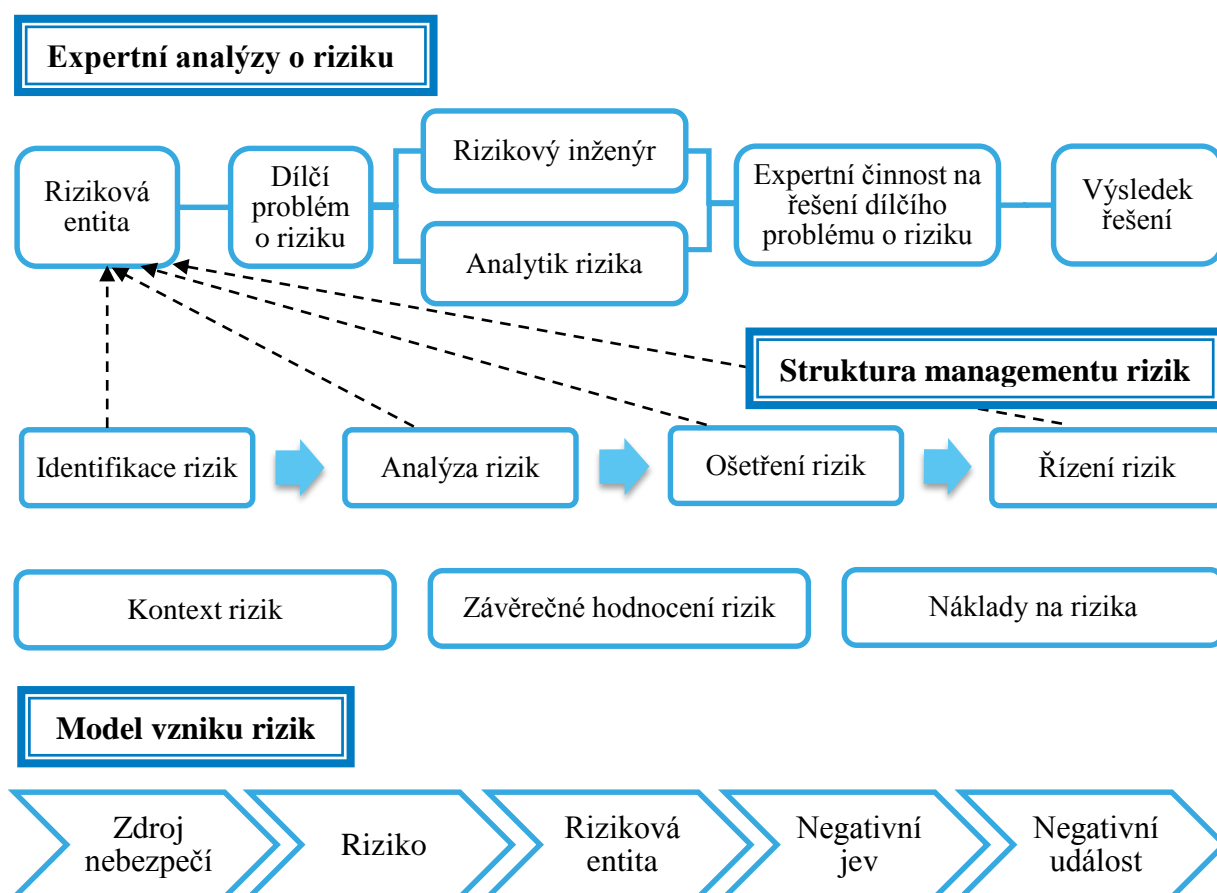 Expertní analýzy o riziku
Riziková
entita
Dílčí
problém
o riziku
Rizikový inženýr
Analytik rizika
Expertní činnost na
řešení dílčího
problému o riziku
Výsledek
řešení
Struktura managementu rizik
Identifikace rizik
Analýza rizik
Ošetření rizik
Řízení rizik
Kontext rizik
Závěrečné hodnocení rizik
Náklady na rizika
Model vzniku rizik
Zdroj
nebezpečí
Riziko
Riziková
entita
Negativní
jev
Negativní
událost